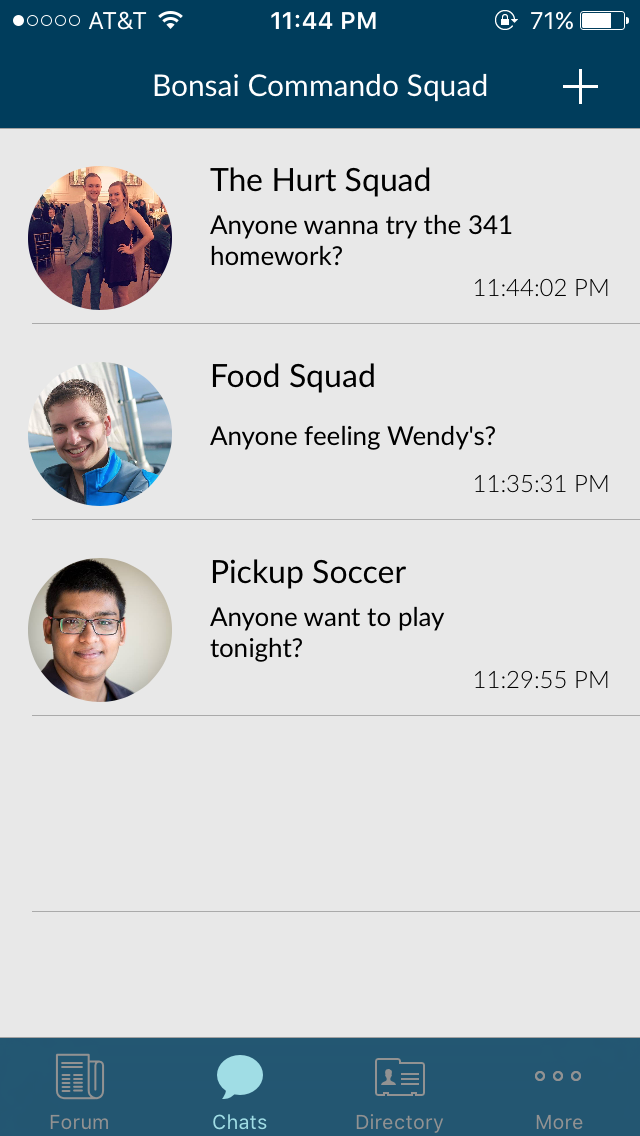 AT&T 11:44 PM 71%
Bonsai Commando Squad
The Hurt Squad
Anyone wanna try the 341
homework?
11:44:02 PM
Food Squad
Anyone feeling Wendy's?
11:35:31 PM
Pickup Soccer
Anyone want to play
tonight?
11:29:55 PM
Forum Chats Directory More